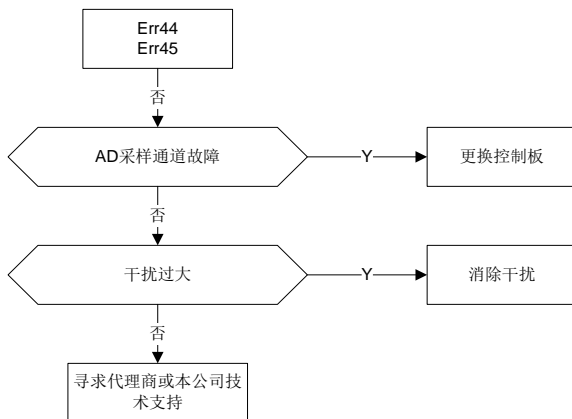 Err44
Err45
否
AD采样通道故障
Y
更换控制板
否
干扰过大
Y
消除干扰
否
寻求代理商或本公司技
术支持